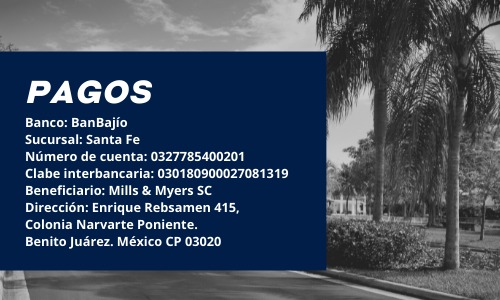 PAGOS
Banco: BanBajío
Sucursal: Santa Fe
Número de cuenta: 0327785400201
Clabe interbancaria: 030180900027081319
Beneficiario: Mills & Myers SC
Dirección: Enrique Rebsamen 415,
Colonia Narvarte Poniente.
Benito Juárez. México CP 03020